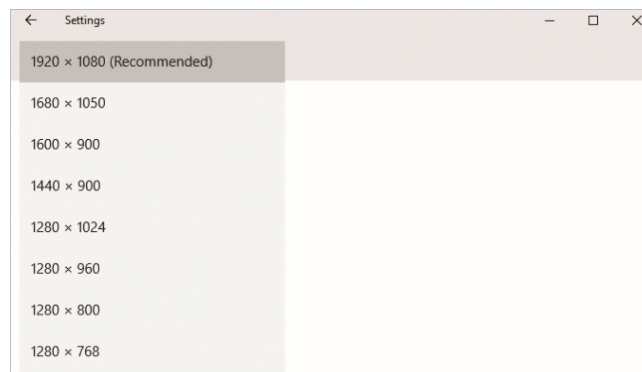 Settings
1920 × 1080 (Recommended)
1680 × 1050
1600 × 900
1440 × 900
1280 × 1024
1280 × 960
1280 × 800
1280 × 768